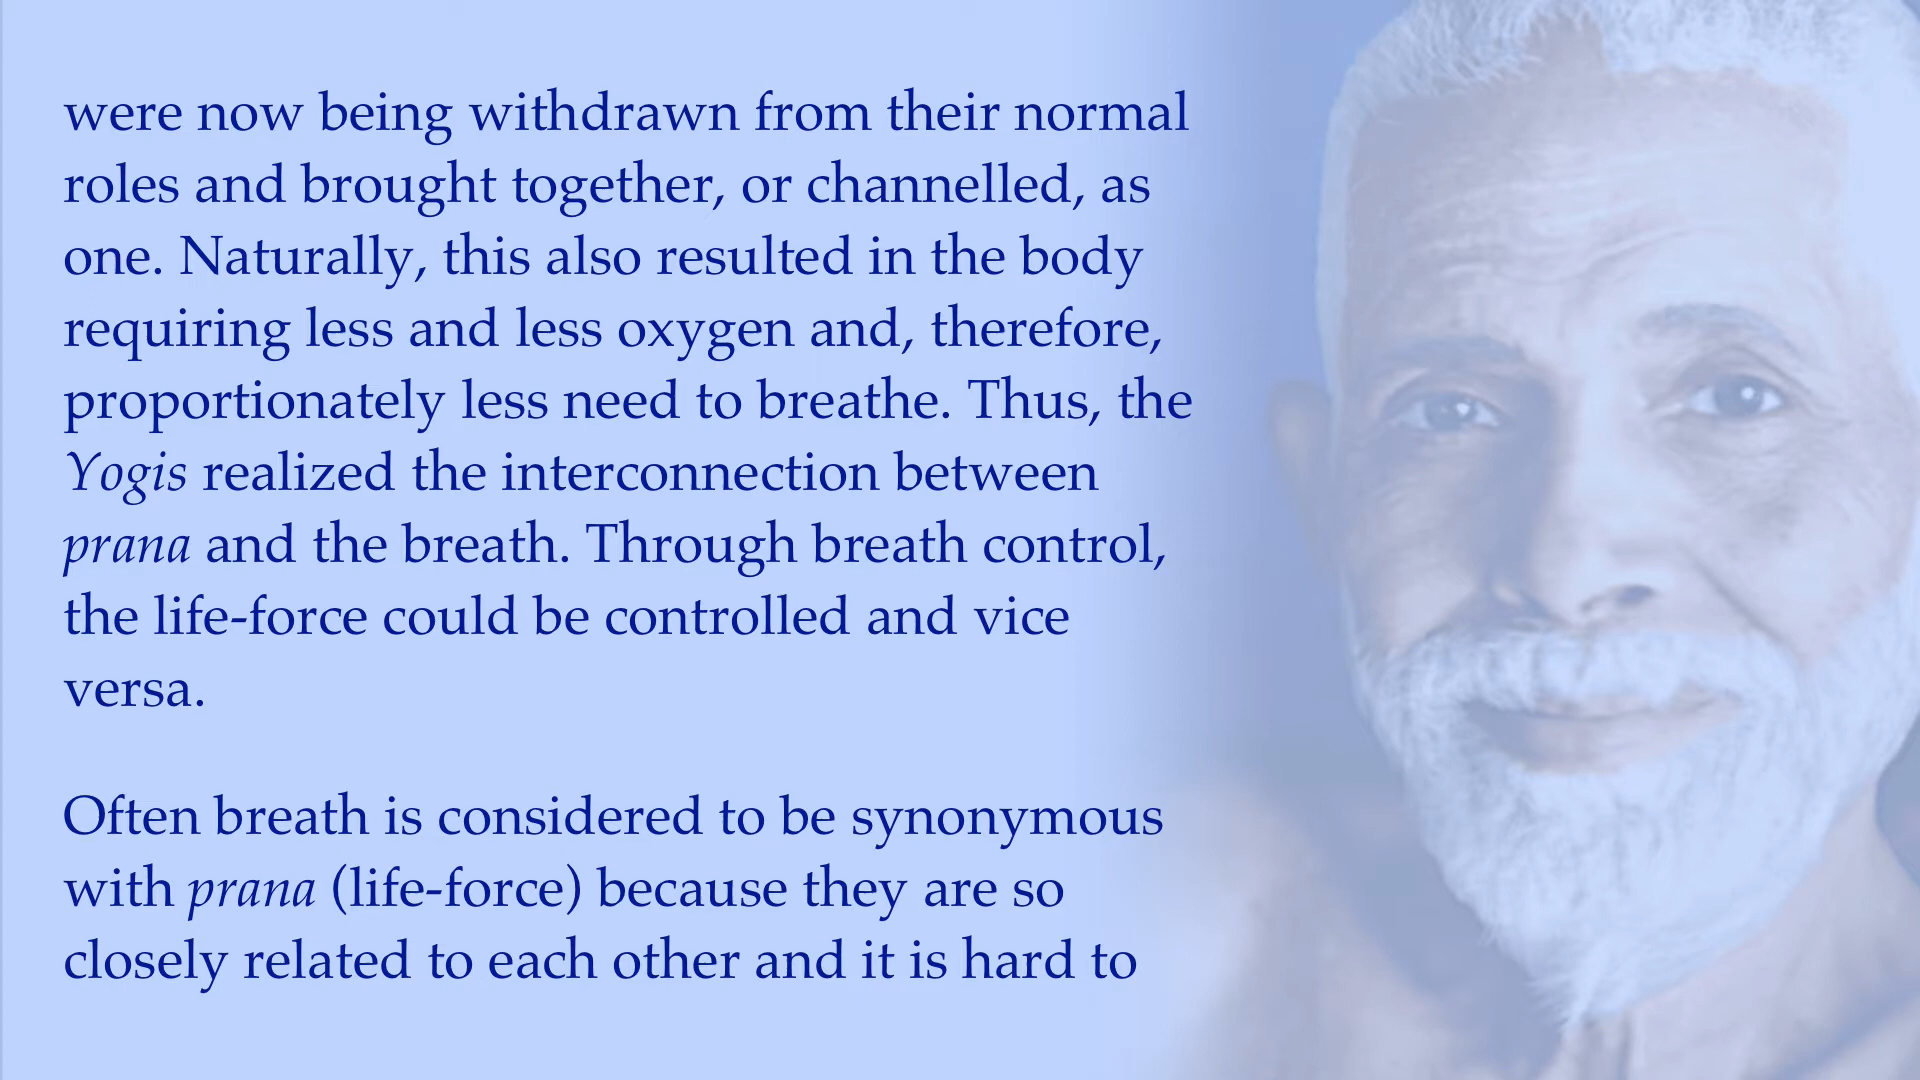 were now being withdrawn from their normal
roles and brought together, or channelled, as
one. Naturally, this also resulted in the body
requiring less and less oxygen and, therefore,
proportionately less need to breathe. Thus, the
Yogis realized the interconnection between
prana and the breath. Through breath control,
the life-force could be controlled and vice
versa.
Often breath is considered to be synonymous
with prana (life-force) because they are so
closely related to each other and it is hard to